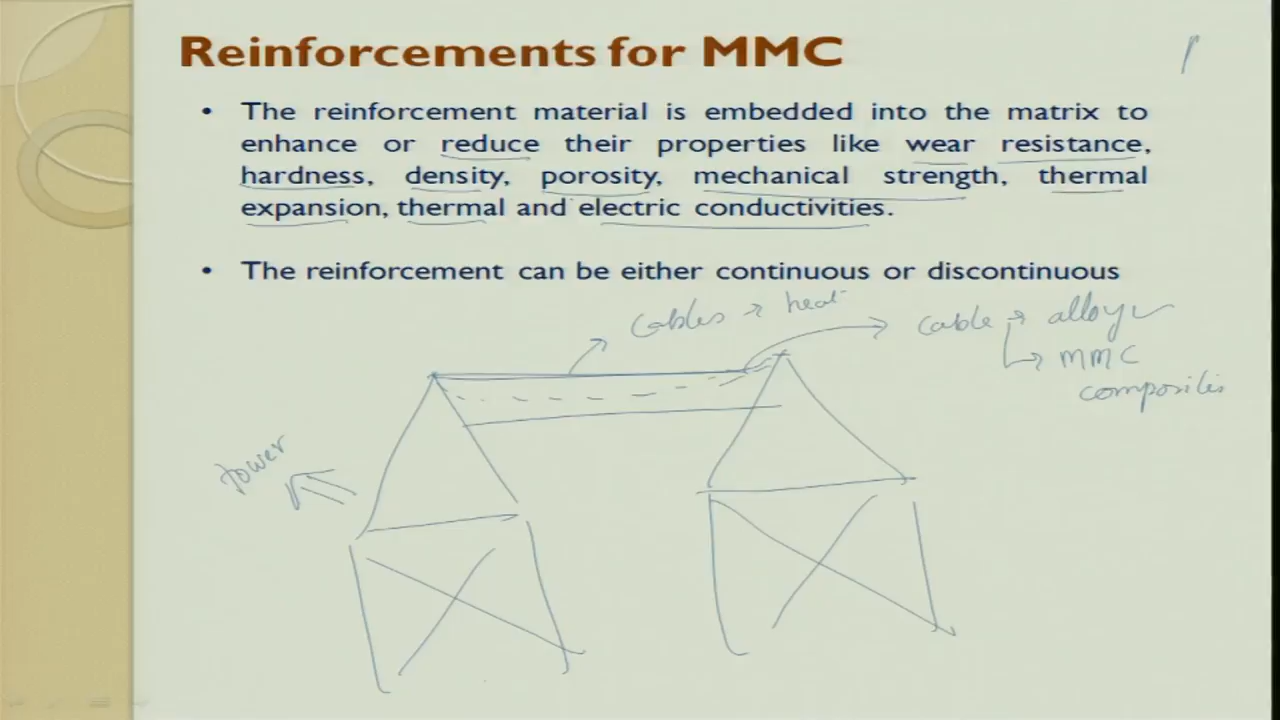 Reinforcements for MMC
• The reinforcement material is embedded into the matrix to
enhance or reduce their properties like wear resistance,
hardness, density, porosity, mechanical strength, thermal
expansion, thermal and electric conductivities.
• The reinforcement can be either continuous or discontinuous
cables → heat
cable → alloy
→ MMC
composites
tower